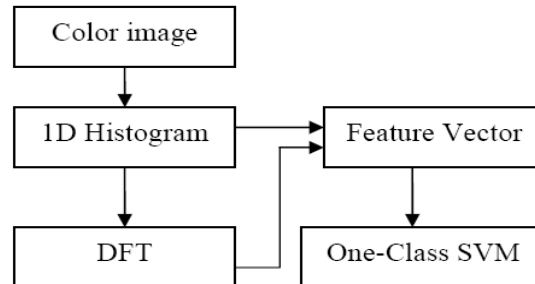 Color image
1D Histogram
Feature Vector
DFT
One-Class SVM